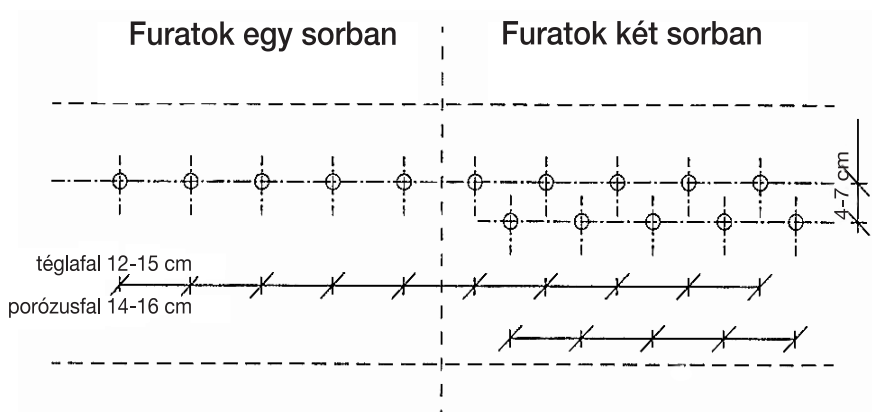 Furatok egy sorban
Furatok két sorban
4-7 cm
téglafal 12-15 cm
porózusfal 14-16 cm